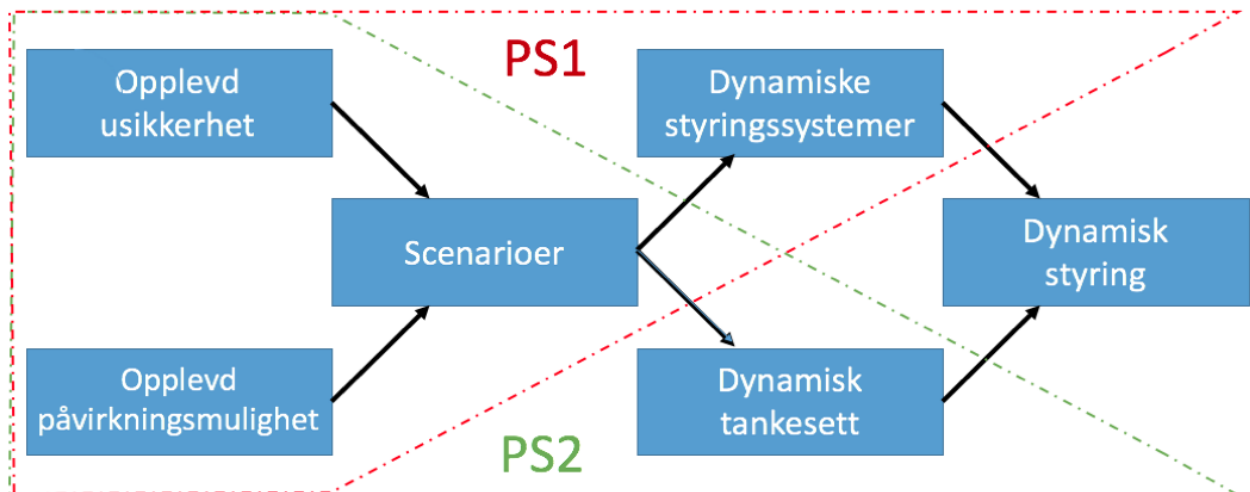 Opplevd
usikkerhet
PS1
Dynamiske
styringssystemer
Scenarioer
Dynamisk
styring
Opplevd
påvirkningsmulighet
Dynamisk
tankesett
PS2